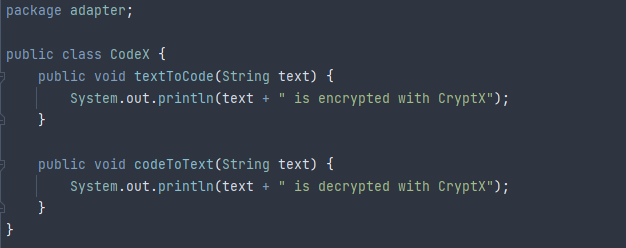 package adapter;
public class CodeX {
public void textToCode(String text) {
System.out.println(text + " is encrypted with CryptX");
}
public void codeToText(String text) {
System.out.println(text + " is decrypted with CryptX");
}
}